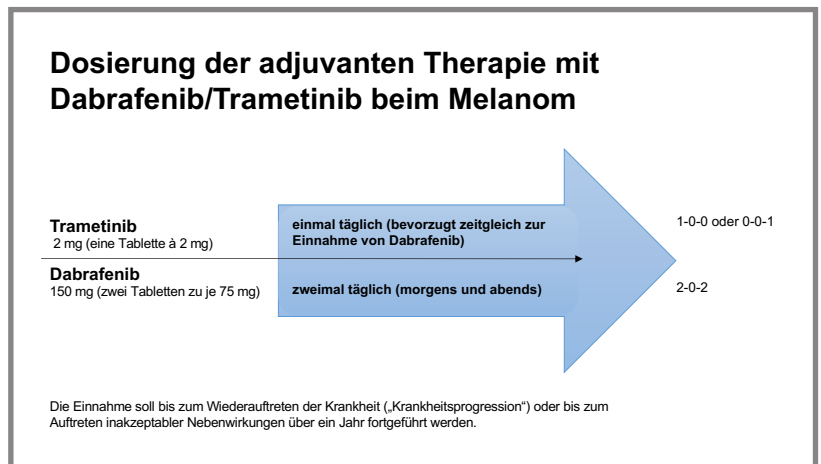 Dosierung der adjuvanten Therapie mit
Dabrafenib/Trametinib beim Melanom
Trametinib
2 mg (eine Tablette à 2 mg)
einmal täglich (bevorzugt zeitgleich zur
Einnahme von Dabrafenib)
1-0-0 oder 0-0-1
Dabrafenib
150 mg (zwei Tabletten zu je 75 mg)
zweimal täglich (morgens und abends)
2-0-2
Die Einnahme soll bis zum Wiederauftreten der Krankheit („Krankheitsprogression“) oder bis zum
Auftreten inakzeptabler Nebenwirkungen über ein Jahr fortgeführt werden.